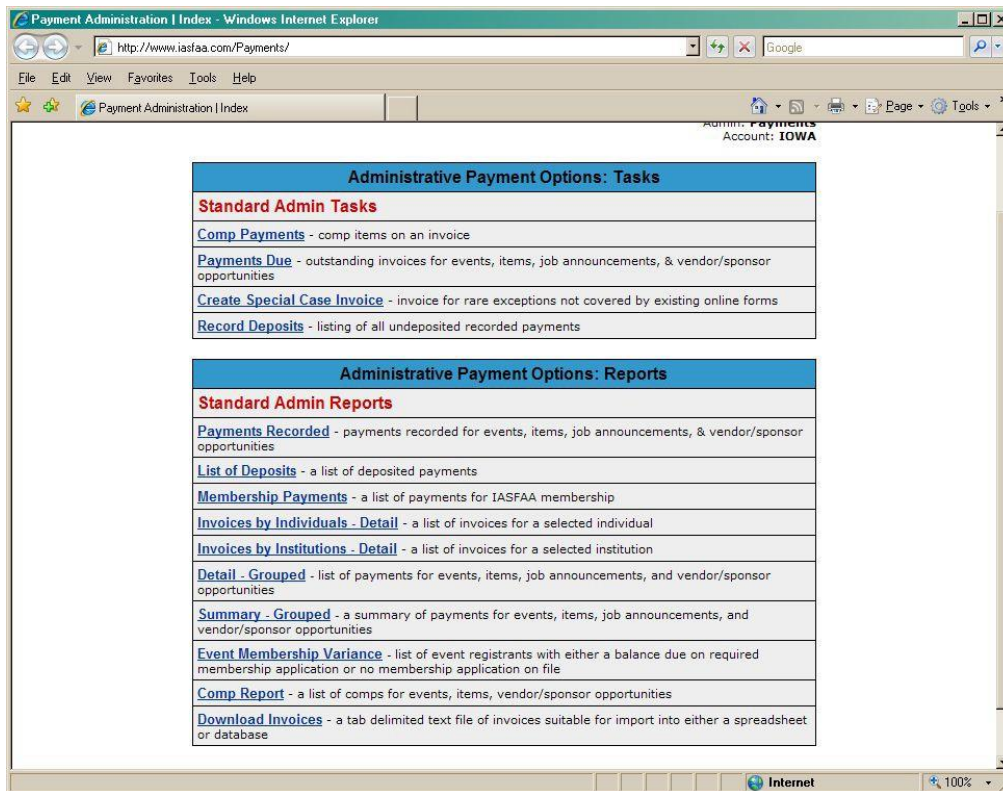 Payment Administration | Index - Windows Internet Explorer
http://www.iasfaa.com/Payments/
Google
File Edit View Favorites Tools Help
Payment Administration | Index
Page Tools
Admin: Payments
Account: IOWA
Administrative Payment Options: Tasks
Standard Admin Tasks
Comp Payments - comp items on an invoice
Payments Due - outstanding invoices for events, items, job announcements, & vendor/sponsor
opportunities
Create Special Case Invoice - invoice for rare exceptions not covered by existing online forms
Record Deposits - listing of all undeposited recorded payments
Administrative Payment Options: Reports
Standard Admin Reports
Payments Recorded - payments recorded for events, items, job announcements, & vendor/sponsor
opportunities
List of Deposits - a list of deposited payments
Membership Payments - a list of payments for IASFAA membership
Invoices by Individuals - Detail - a list of invoices for a selected individual
Invoices by Institutions - Detail - a list of invoices for a selected institution
Detail - Grouped - list of payments for events, items, job announcements, and vendor/sponsor
opportunities
Summary - Grouped - a summary of payments for events, items, job announcements, and
vendor/sponsor opportunities
Event Membership Variance - list of event registrants with either a balance due on required
membership application or no membership application on file
Comp Report - a list of comps for events, items, vendor/sponsor opportunities
Download Invoices - a tab delimited text file of invoices suitable for import into either a spreadsheet
or database
Internet
100%